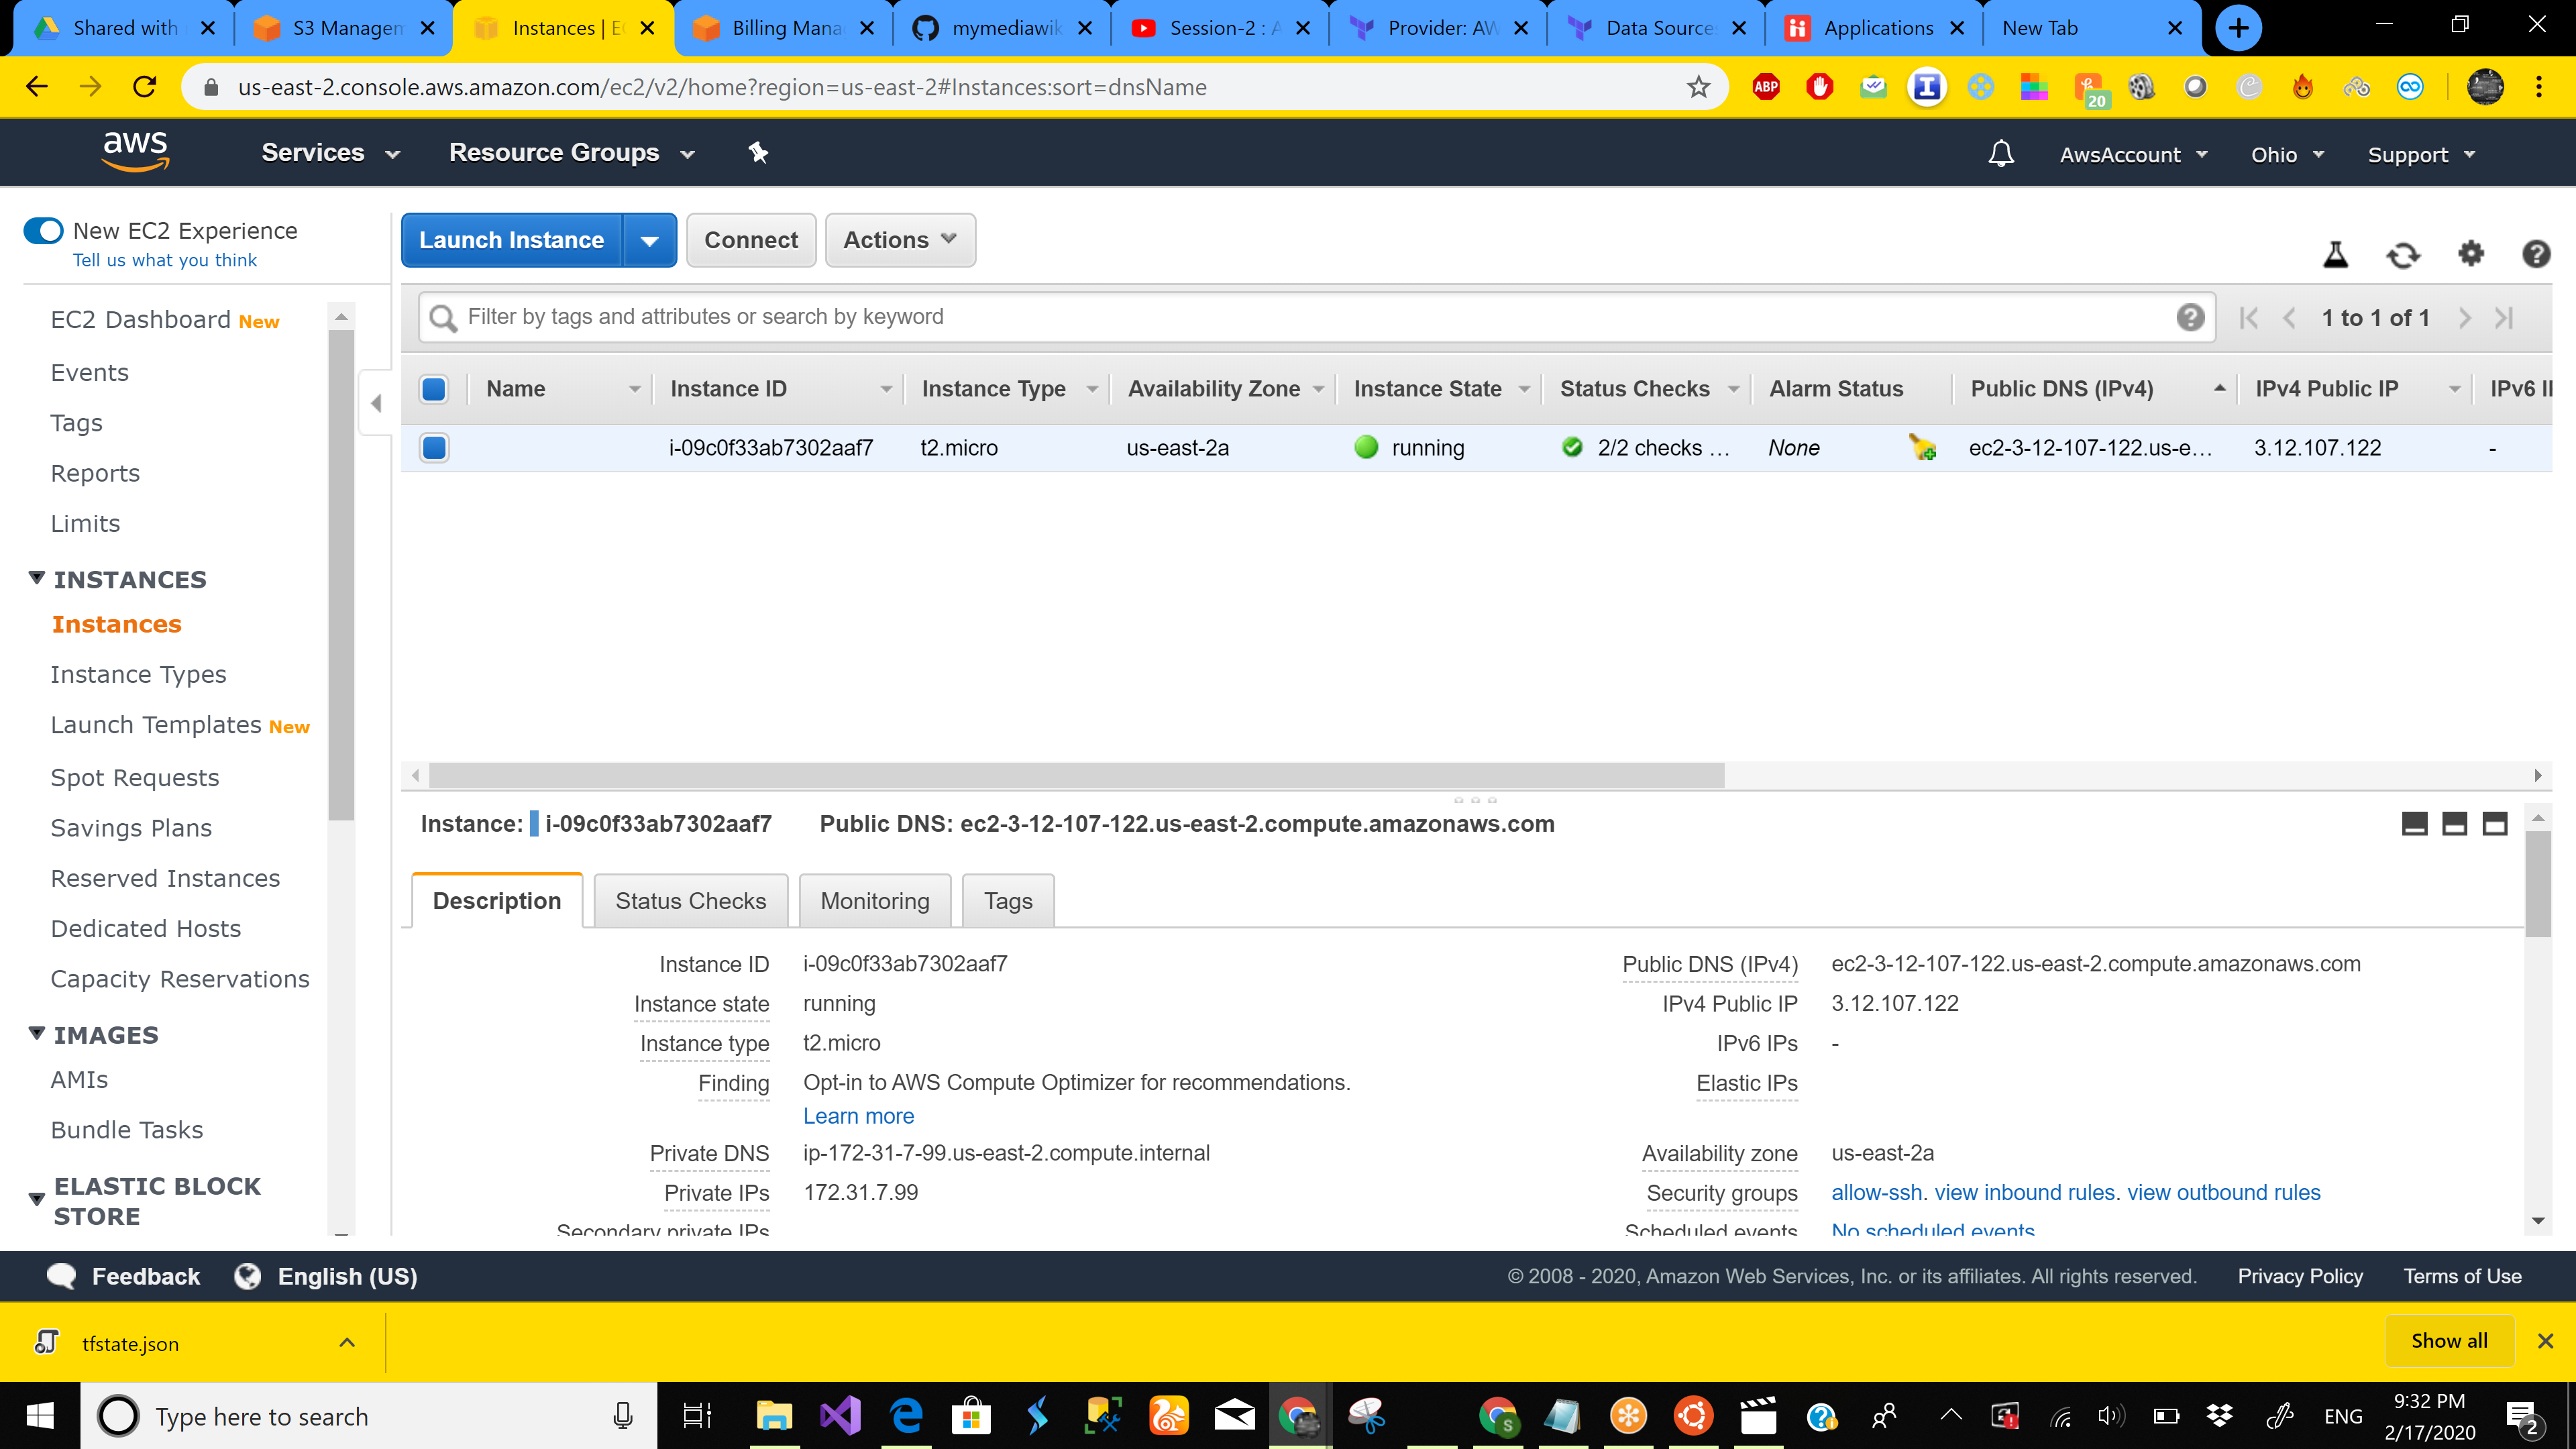 Shared with
S3 Managem
Instances | EC
Billing Mana
mymediawik
Session-2 : A
Provider: AW
Data Source
Applications
New Tab
us-east-2.console.aws.amazon.com/ec2/v2/home?region=us-east-2#Instances:sort=dnsName
ABP
20
aws
Services
Resource Groups
AwsAccount
Ohio
Support
New EC2 Experience
Tell us what you think
Launch Instance
Connect
Actions
EC2 Dashboard New
Events
Tags
Reports
Limits
INSTANCES
Instances
Instance Types
Launch Templates New
Spot Requests
Savings Plans
Reserved Instances
Dedicated Hosts
Capacity Reservations
IMAGES
AMIs
Bundle Tasks
ELASTIC BLOCK
STORE
Filter by tags and attributes or search by keyword
1 to 1 of 1
Name Instance ID Instance Type Availability Zone Instance State Status Checks Alarm Status Public DNS (IPv4) IPv4 Public IP IPv6 I
i-09c0f33ab7302aaf7 t2.micro us-east-2a running 2/2 checks … None ec2-3-12-107-122.us-e… 3.12.107.122 -
Instance: i-09c0f33ab7302aaf7 Public DNS: ec2-3-12-107-122.us-east-2.compute.amazonaws.com
Description Status Checks Monitoring Tags
Instance ID i-09c0f33ab7302aaf7
Instance state running
Instance type t2.micro
Finding Opt-in to AWS Compute Optimizer for recommendations.
Learn more
Private DNS ip-172-31-7-99.us-east-2.compute.internal
Private IPs 172.31.7.99
Secondary private IPs
Public DNS (IPv4) ec2-3-12-107-122.us-east-2.compute.amazonaws.com
IPv4 Public IP 3.12.107.122
IPv6 IPs -
Elastic IPs
Availability zone us-east-2a
Security groups allow-ssh. view inbound rules. view outbound rules
Scheduled events No scheduled events
Feedback
English (US)
© 2008 - 2020, Amazon Web Services, Inc. or its affiliates. All rights reserved.
Privacy Policy
Terms of Use
tfstate.json
Show all
Type here to search
ENG
9:32 PM
2/17/2020
2